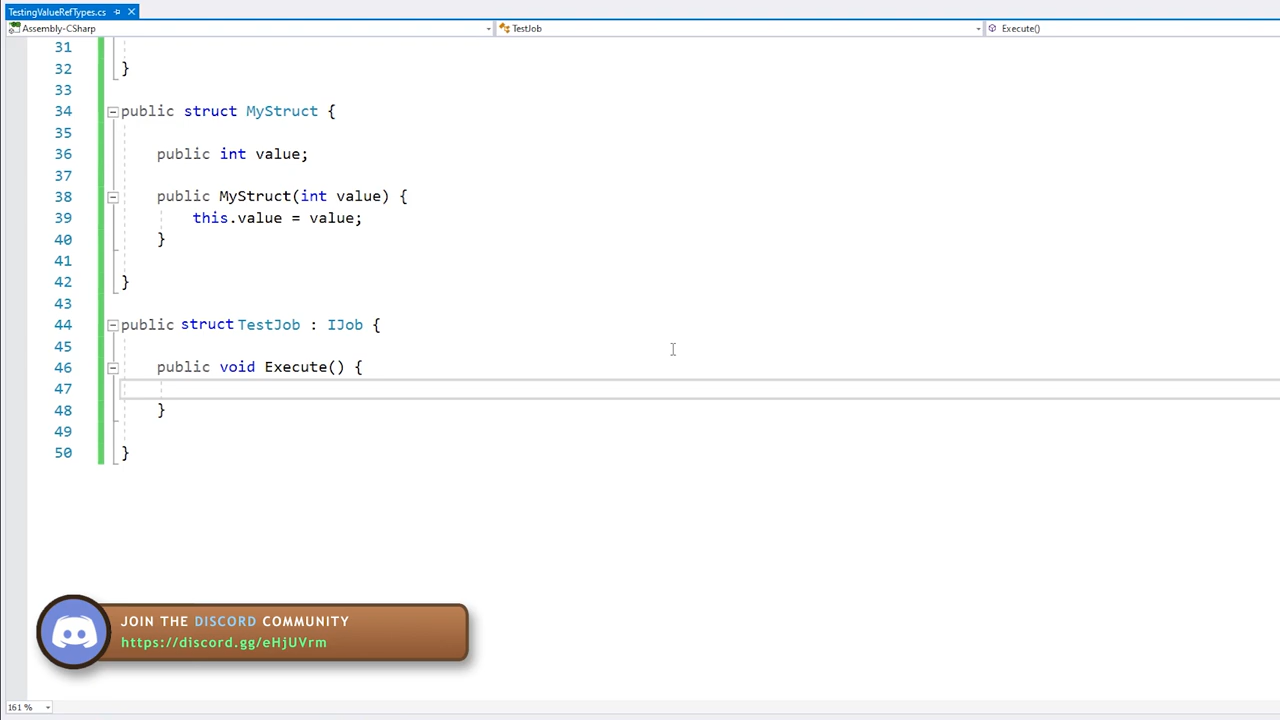 TestingValueRefTypes.cs
Assembly-CSharp TestJob Execute()
31
32 }
33
34 public struct MyStruct {
35
36 public int value;
37
38 public MyStruct(int value) {
39 this.value = value;
40 }
41
42 }
43
44 public struct TestJob : IJob {
45
46 public void Execute() {
47
48 }
49
50 }
JOIN THE DISCORD COMMUNITY
https://discord.gg/eHjUVrm
161 %